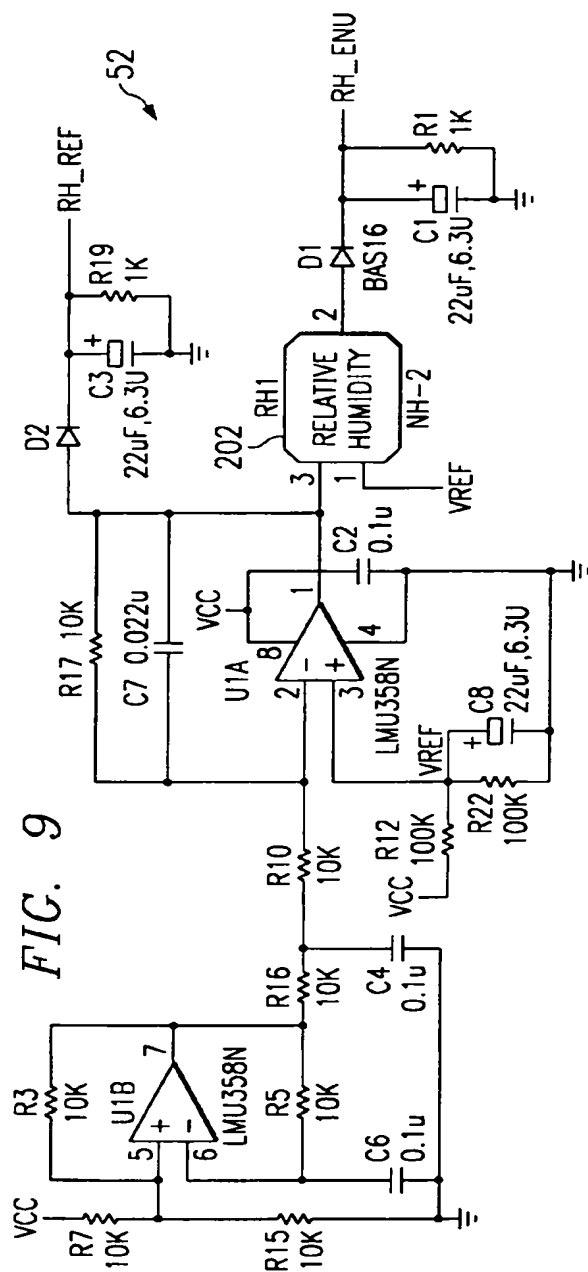 FIG. 9
52
VCC
R7
10K
R15
10K
R3
10K
5
+
6
-
U1B
7
LMU358N
R5
10K
C6
0.1u
R16
10K
C4
0.1u
R10
10K
R17 10K
C7 0.022u
VCC
U1A
8
2
-
3
+
1
4
LMU358N
C2
0.1u
VCC
R12
100K
VREF
R22
100K
+
C8
22uF,6.3U
D2
+
C3
22uF,6.3U
R19
1K
RH_REF
202
RH1
RELATIVE
HUMIDITY
NH-2
3
1
2
VREF
D1
BAS16
+
C1
22uF,6.3U
R1
1K
RH_ENU